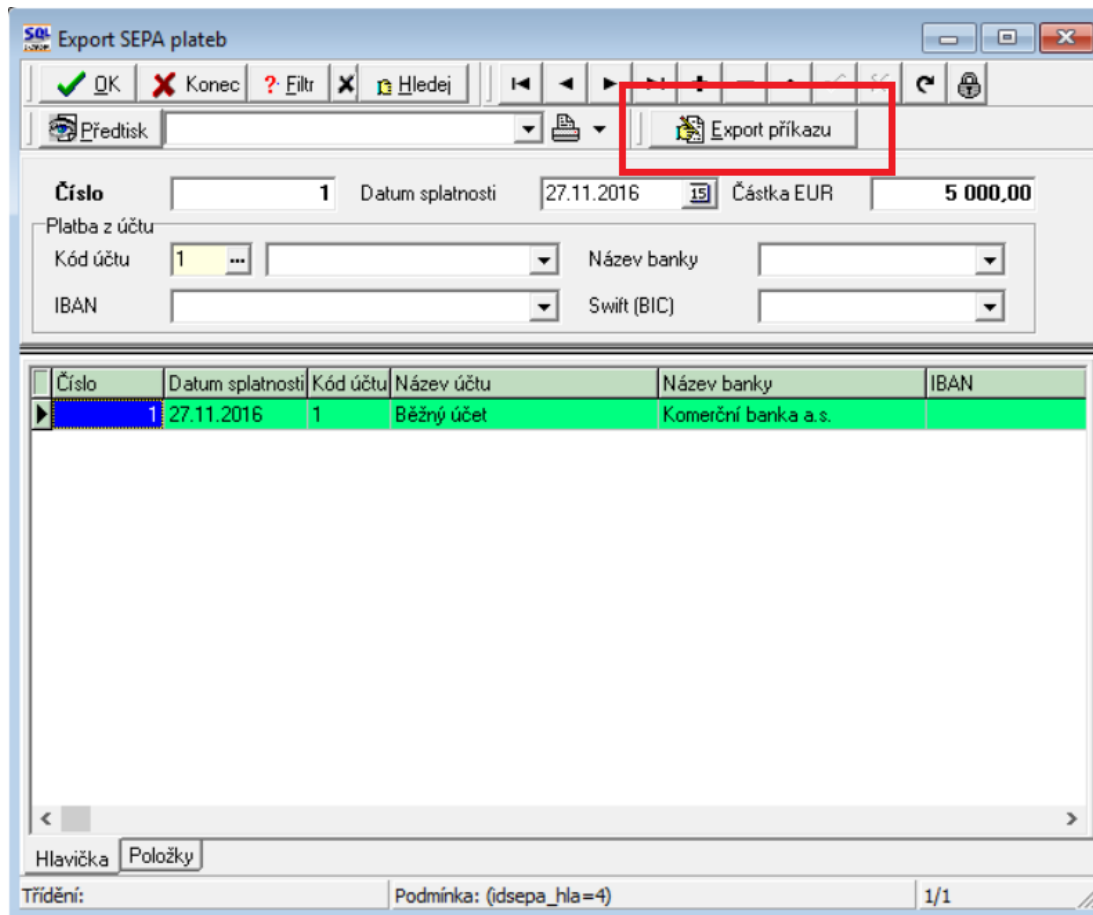 SQL Export SEPA plateb
OK Konec ?· Filtr X Hledej
Předtisk Export příkazu
Číslo 1 Datum splatnosti 27.11.2016 15 Částka EUR 5 000,00
Platba z účtu
Kód účtu 1 ... Název banky
IBAN Swift (BIC)
Číslo Datum splatnosti Kód účtu Název účtu Název banky IBAN
1 27.11.2016 1 Běžný účet Komerční banka a.s.
Hlavička Položky
Třídění: Podmínka: (idsepa_hla=4) 1/1